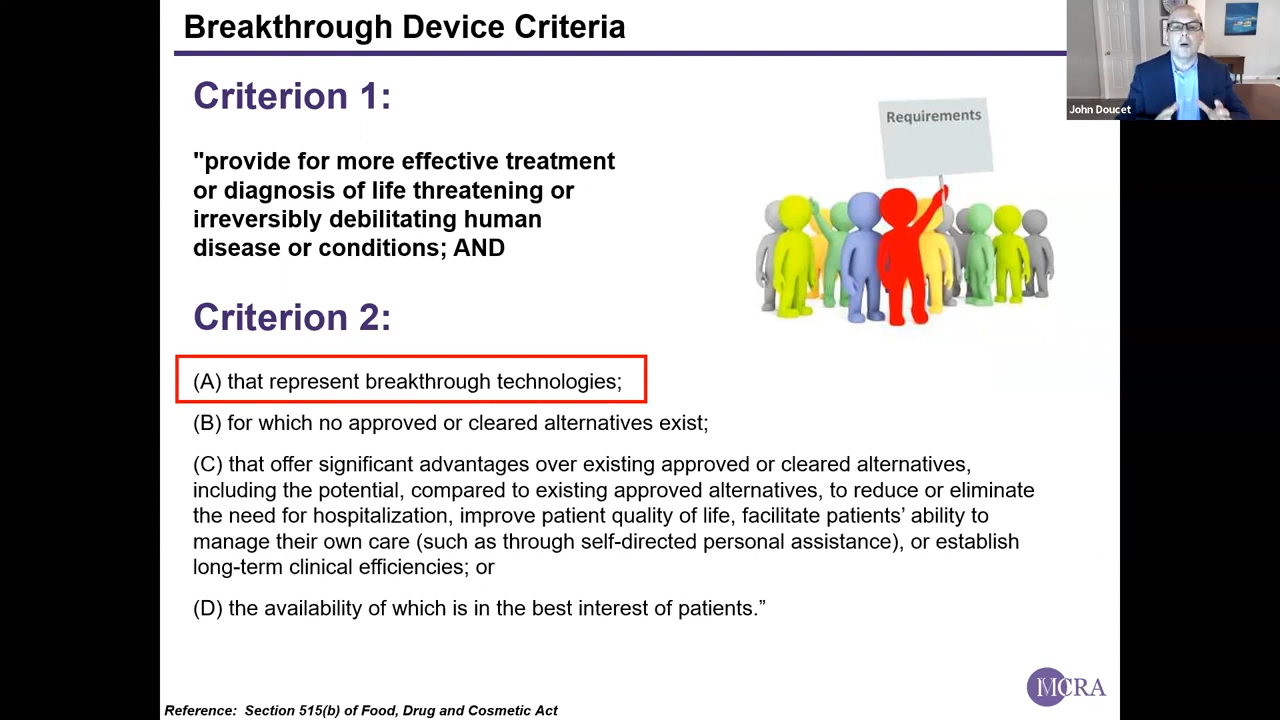 Breakthrough Device Criteria
John Doucet
Criterion 1:
Requirements
"provide for more effective treatment
or diagnosis of life threatening or
irreversibly debilitating human
disease or conditions; AND
Criterion 2:
(A) that represent breakthrough technologies;
(B) for which no approved or cleared alternatives exist;
(C) that offer significant advantages over existing approved or cleared alternatives,
including the potential, compared to existing approved alternatives, to reduce or eliminate
the need for hospitalization, improve patient quality of life, facilitate patients’ ability to
manage their own care (such as through self-directed personal assistance), or establish
long-term clinical efficiencies; or
(D) the availability of which is in the best interest of patients.”
MCRA
Reference: Section 515(b) of Food, Drug and Cosmetic Act